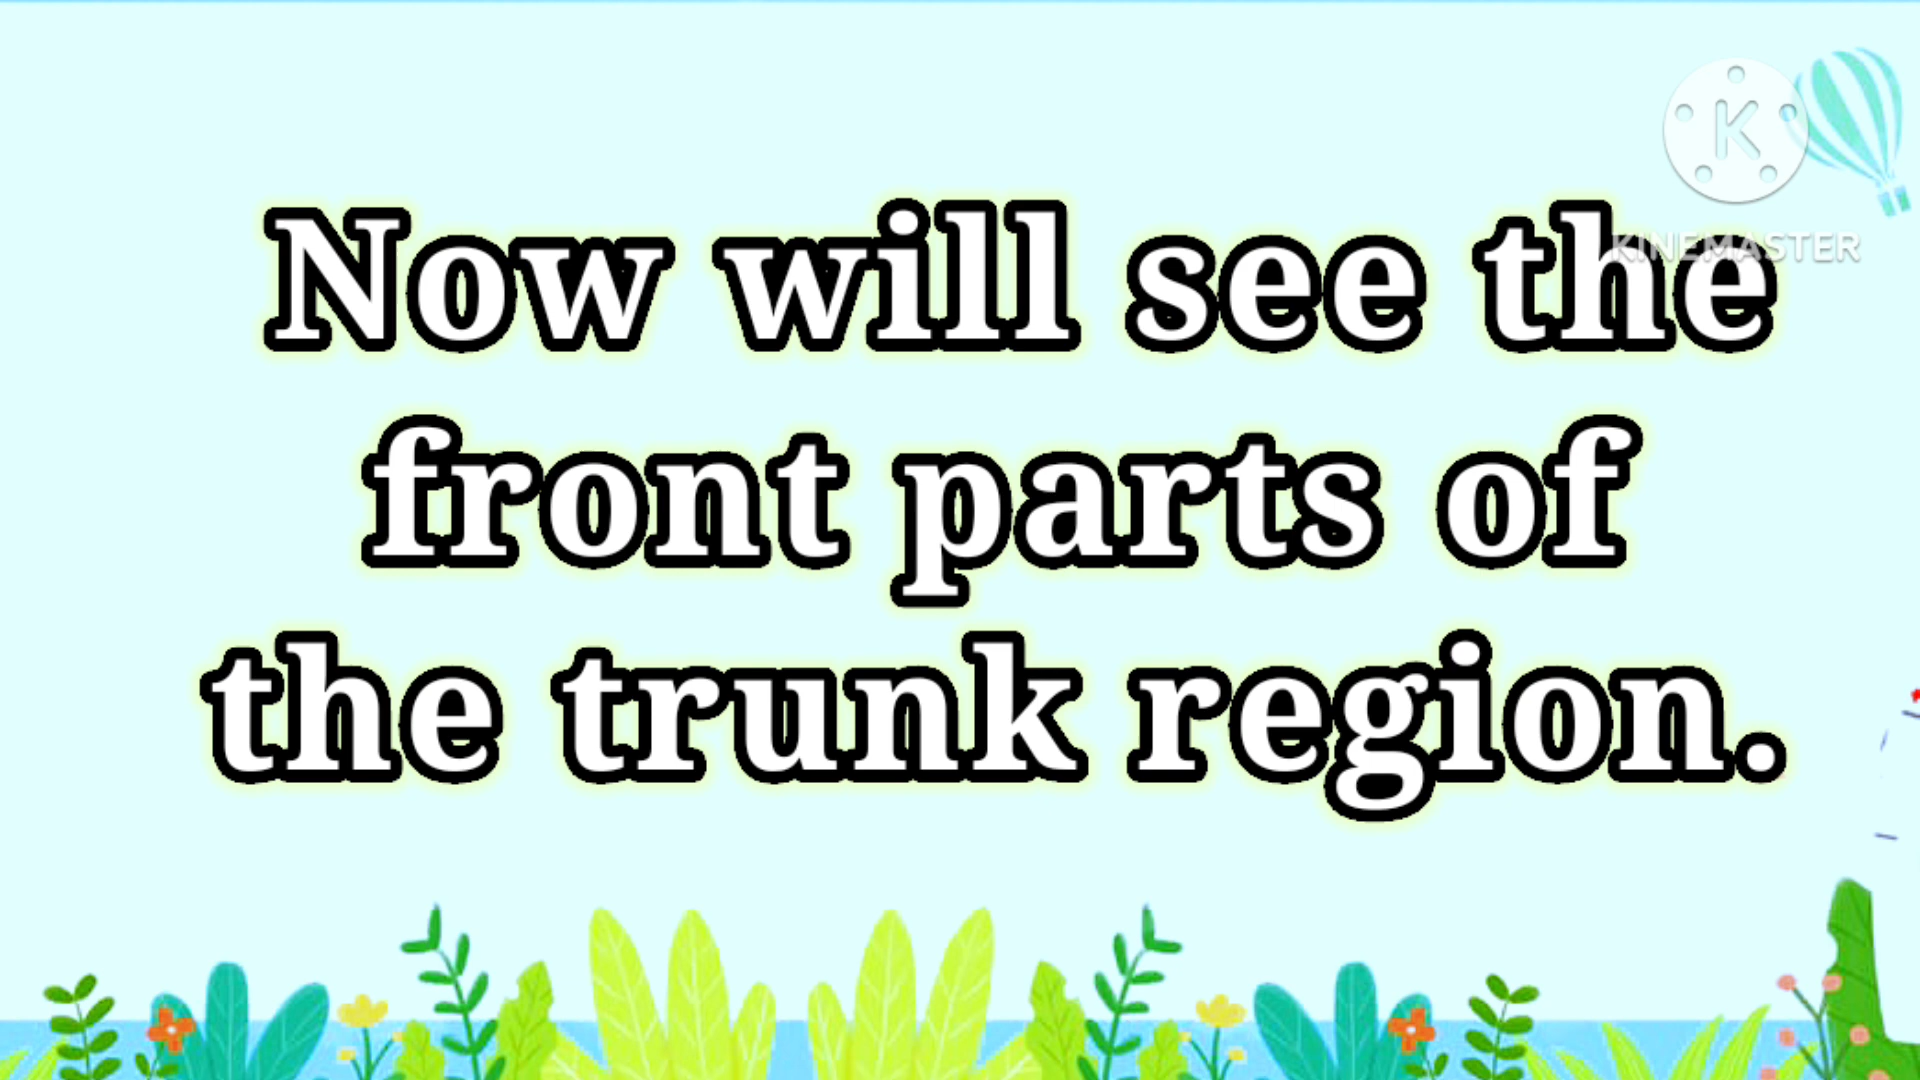 K
KINEMASTER
Now will see the
front parts of
the trunk region.